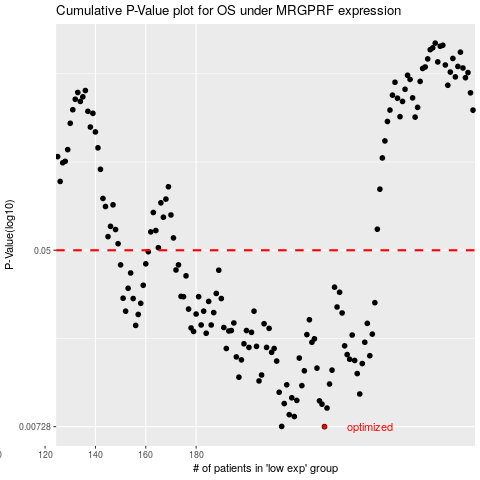 Cumulative P-Value plot for OS under MRGPRF expression
P-Value(log10)
0.05
0.00728
optimized
0 120 140 160 180
# of patients in 'low exp' group